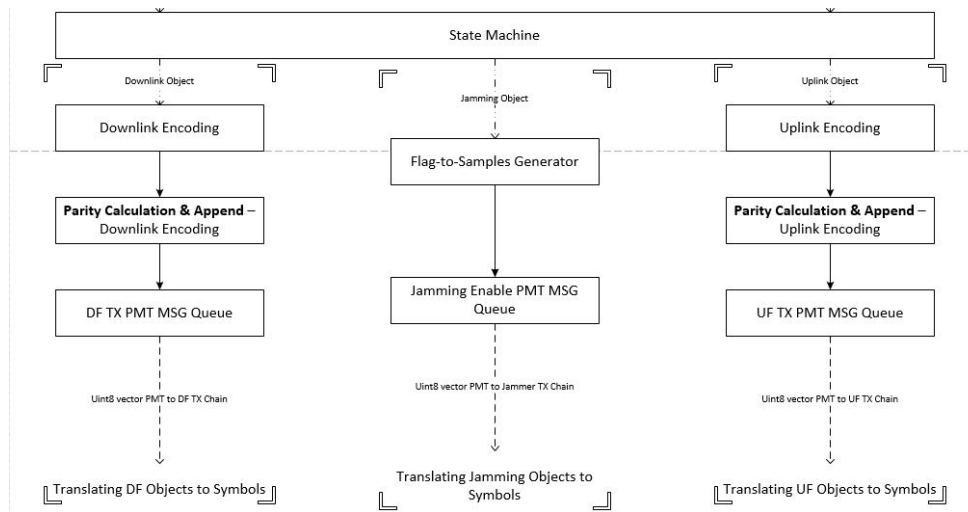 State Machine
Downlink Object
Jamming Object
Uplink Object
Downlink Encoding
Flag-to-Samples Generator
Uplink Encoding
Parity Calculation & Append –
Downlink Encoding
Parity Calculation & Append –
Uplink Encoding
DF TX PMT MSG Queue
Jamming Enable PMT MSG
Queue
UF TX PMT MSG Queue
Uint8 vector PMT to DF TX Chain
Uint8 vector PMT to Jammer TX Chain
Uint8 vector PMT to UF TX Chain
Translating DF Objects to Symbols
Translating Jamming Objects to
Symbols
Translating UF Objects to Symbols